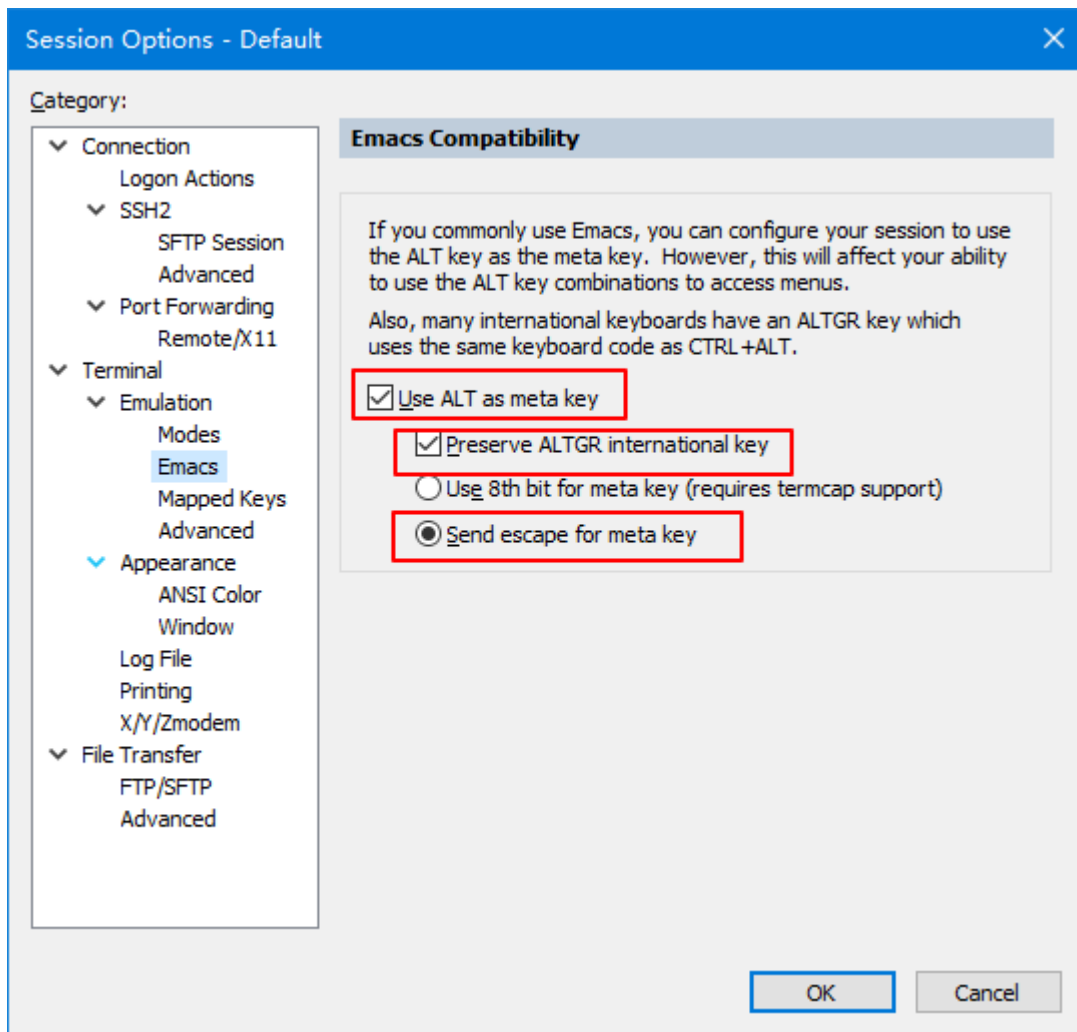 Session Options - Default
Category:
Connection
Logon Actions
SSH2
SFTP Session
Advanced
Port Forwarding
Remote/X11
Terminal
Emulation
Modes
Emacs
Mapped Keys
Advanced
Appearance
ANSI Color
Window
Log File
Printing
X/Y/Zmodem
File Transfer
FTP/SFTP
Advanced
Emacs Compatibility
If you commonly use Emacs, you can configure your session to use
the ALT key as the meta key.  However, this will affect your ability
to use the ALT key combinations to access menus.
Also, many international keyboards have an ALTGR key which
uses the same keyboard code as CTRL+ALT.
Use ALT as meta key
Preserve ALTGR international key
Use 8th bit for meta key (requires termcap support)
Send escape for meta key
OK
Cancel